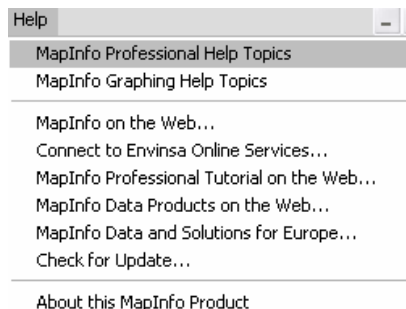 Help
MapInfo Professional Help Topics
MapInfo Graphing Help Topics
MapInfo on the Web...
Connect to Envinsa Online Services...
MapInfo Professional Tutorial on the Web...
MapInfo Data Products on the Web...
MapInfo Data and Solutions for Europe...
Check for Update...
About this MapInfo Product